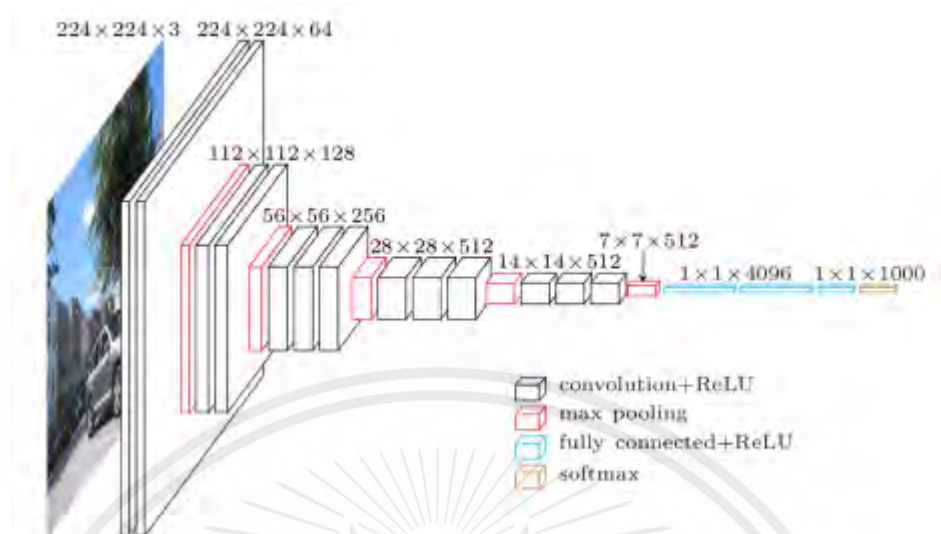 224×224×3
224×224×64
112×112×128
56×56×256
28×28×512
14×14×512
7×7×512
1×1×4096
1×1×1000
convolution+ReLU
max pooling
fully connected+ReLU
softmax